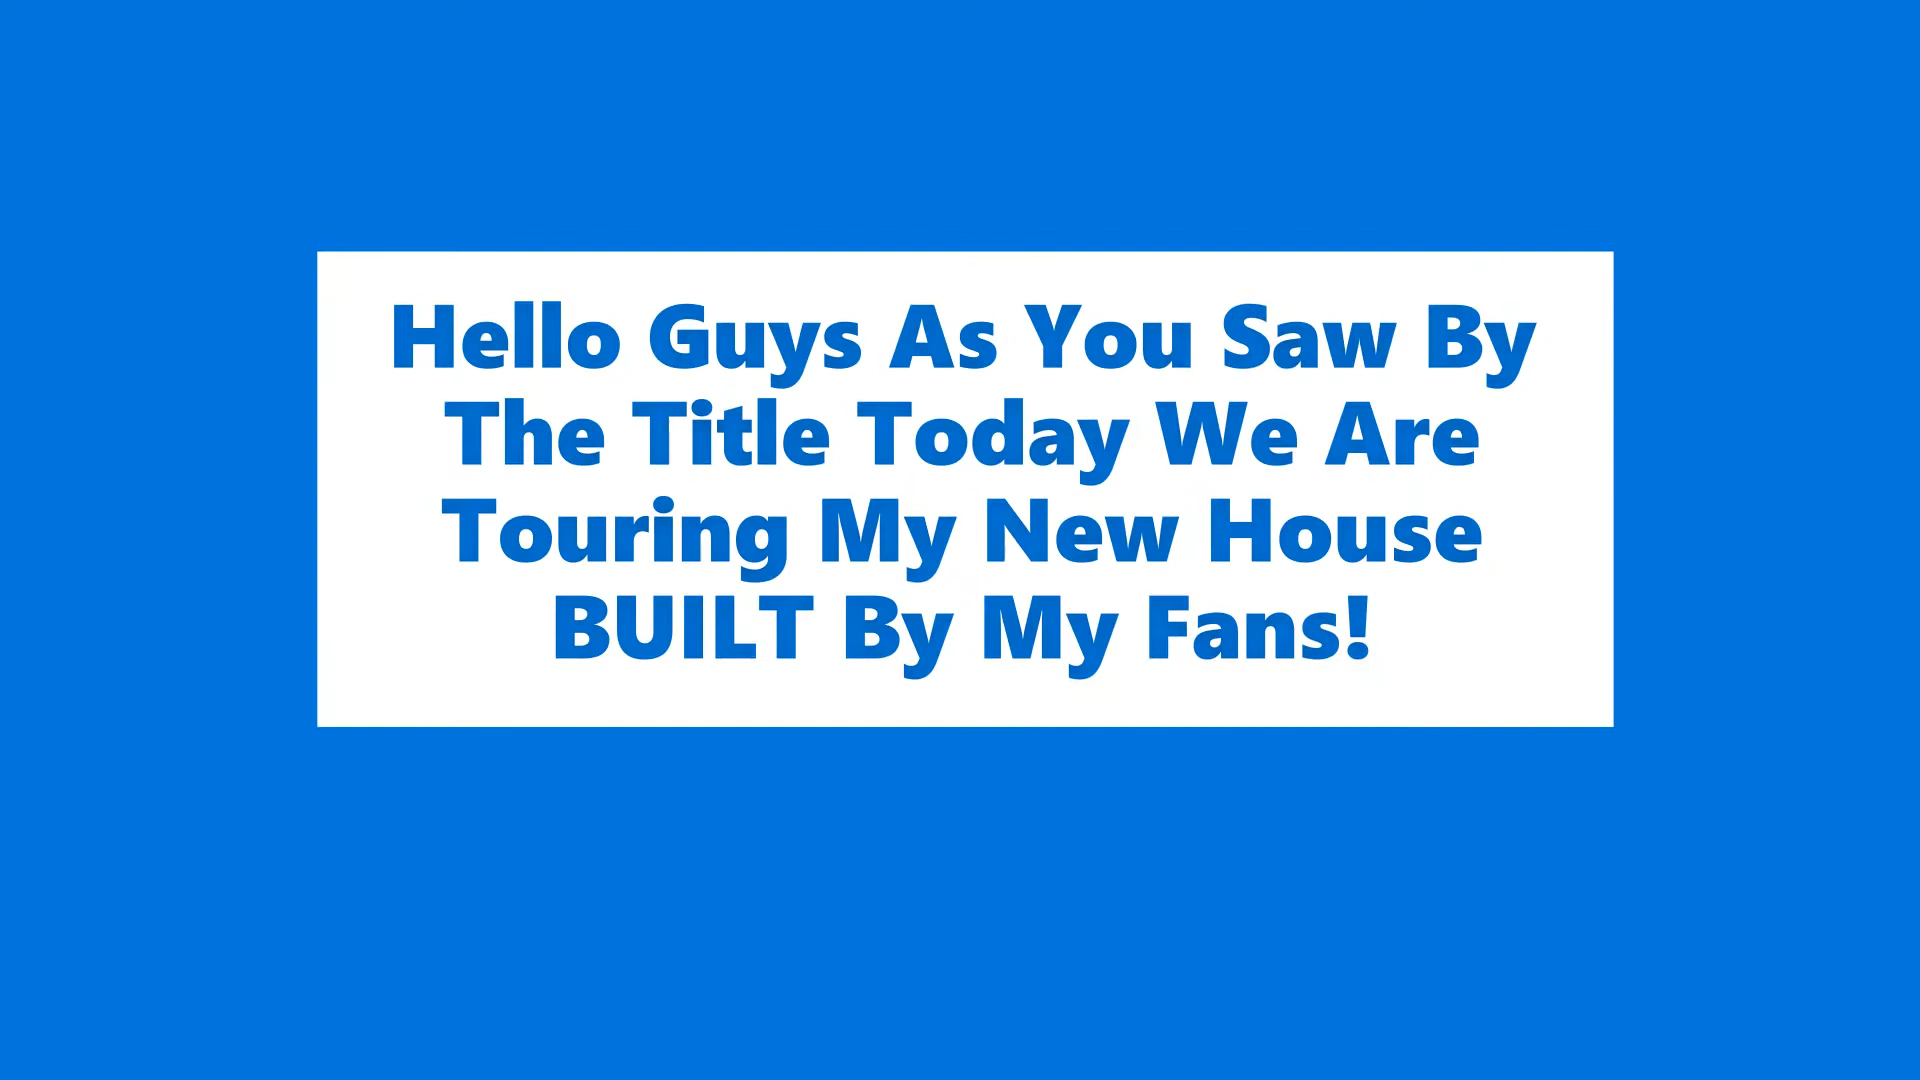 Hello Guys As You Saw By
The Title Today We Are
Touring My New House
BUILT By My Fans!